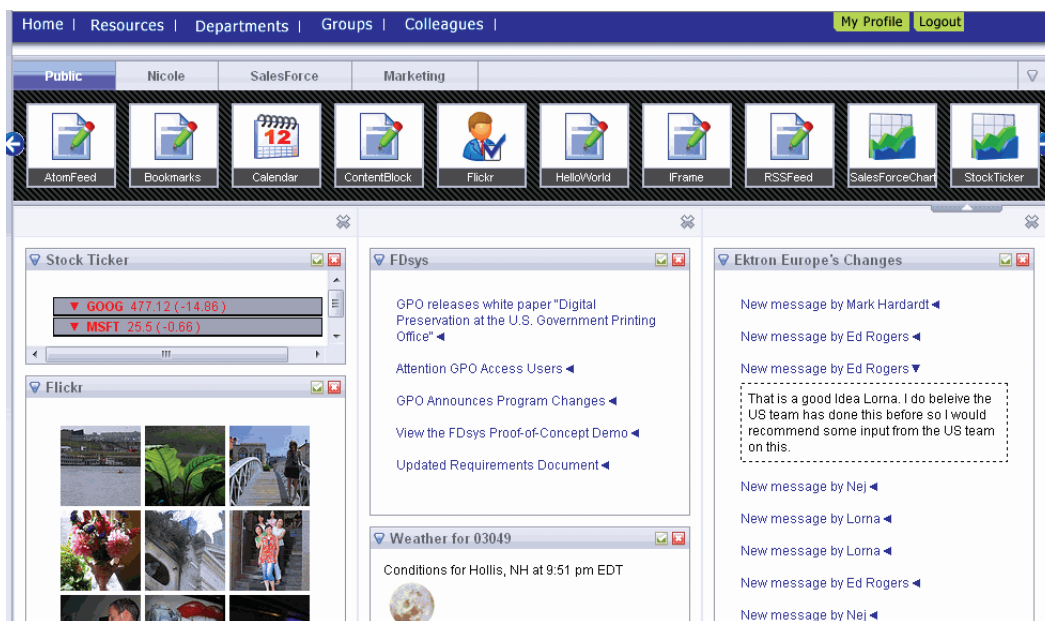 Home | Resources | Departments | Groups | Colleagues |
My Profile Logout
Public Nicole SalesForce Marketing
12
AtomFeed Bookmarks Calendar ContentBlock Flickr HelloWorld IFrame RSSFeed SalesForceChart StockTicker
Stock Ticker
GOOG 477.12 (-14.86)
MSFT 25.5 (-0.66)
Flickr
FDsys
GPO releases white paper "Digital
Preservation at the U.S. Government Printing
Office"
Attention GPO Access Users
GPO Announces Program Changes
View the FDsys Proof-of-Concept Demo
Updated Requirements Document
Weather for 03049
Conditions for Hollis, NH at 9:51 pm EDT
Ektron Europe's Changes
New message by Mark Hardardt
New message by Ed Rogers
New message by Ed Rogers
That is a good Idea Lorna. I do beleive the
US team has done this before so I would
recommend some input from the US team
on this.
New message by Nej
New message by Lorna
New message by Lorna
New message by Ed Rogers
New message by Nej